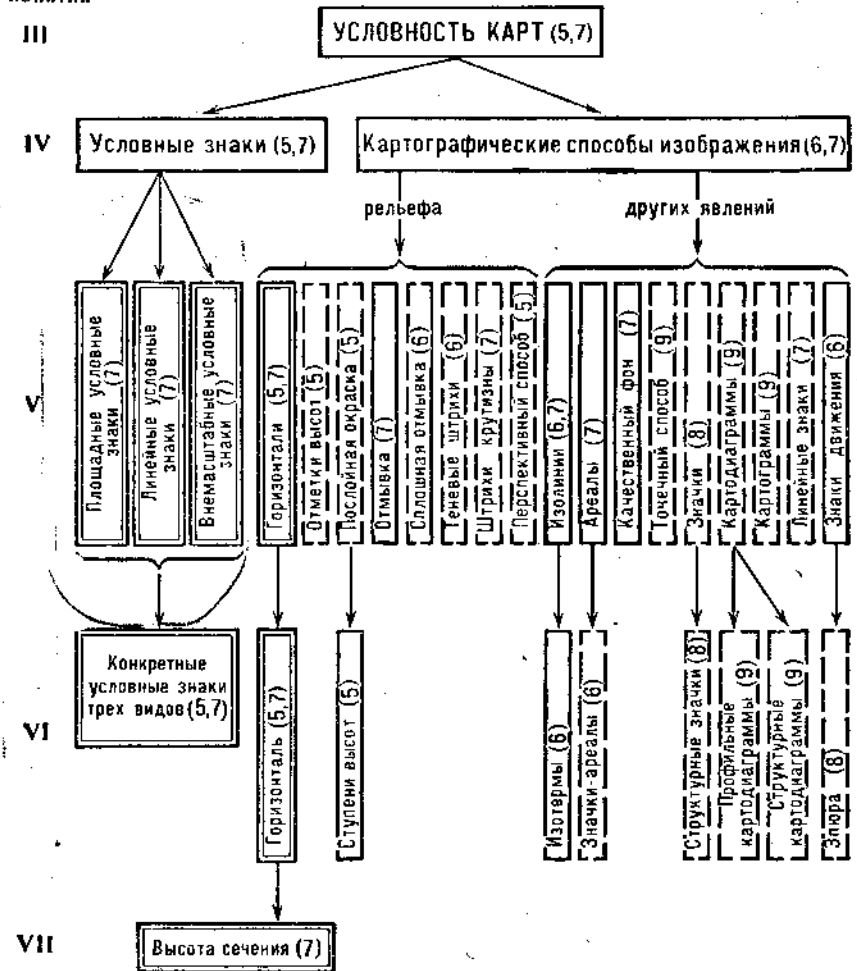 III
УСЛОВНОСТЬ КАРТ (5,7)
IV
Условные знаки (5,7)
Картографические способы изображения (6,7)
рельефа
других явлений
V
Площадные условные
знаки (7)
Линейные условные
знаки (7)
Внемасштабные условные
знаки (7)
Горизонтали (5,7)
Отметки высот (5)
Послойная окраска (5)
Отмывка (7)
Сплошная отмывка (6)
Теневые штрихи (6)
Штрихи крутизны (7)
Перспективный способ (5)
Изолинии (6,7)
Ареалы (7)
Качественный фон (7)
Точечный способ (9)
Значки (8)
Картодиаграммы (9)
Картограммы (9)
Линейные знаки (7)
Знаки движения (6)
VI
Конкретные
условные знаки
трех видов (5,7)
Горизонталь (5,7)
Ступени высот (5)
Изотермы (6)
Значки-ареалы (6)
Структурные значки (8)
Профильные
картодиаграммы (9)
Структурные
картодиаграммы (9)
Эпюра (8)
VII
Высота сечения (7)